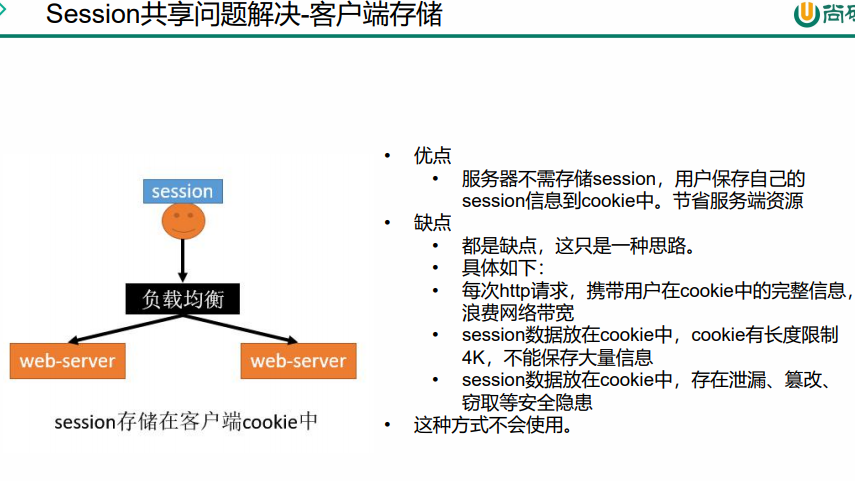 Session共享问题解决-客户端存储
尚硅
session
负载均衡
web-server
web-server
session存储在客户端cookie中
• 优点
• 服务器不需存储session，用户保存自己的
session信息到cookie中。节省服务端资源
• 缺点
• 都是缺点，这只是一种思路。
• 具体如下：
• 每次http请求，携带用户在cookie中的完整信息，
浪费网络带宽
• session数据放在cookie中，cookie有长度限制
4K，不能保存大量信息
• session数据放在cookie中，存在泄漏、篡改、
窃取等安全隐患
• 这种方式不会使用。